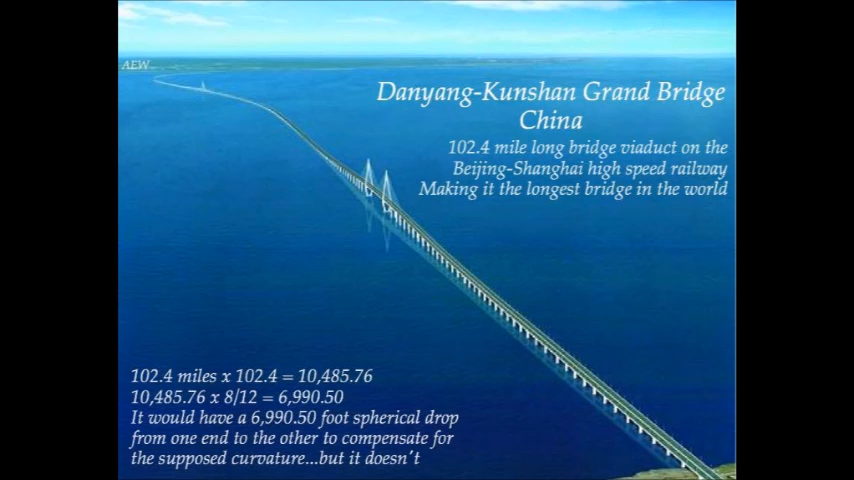 AEW
Danyang-Kunshan Grand Bridge
China
102.4 mile long bridge viaduct on the
Beijing-Shanghai high speed railway
Making it the longest bridge in the world
102.4 miles x 102.4 = 10,485.76
10,485.76 x 8/12 = 6,990.50
It would have a 6,990.50 foot spherical drop
from one end to the other to compensate for
the supposed curvature...but it doesn't